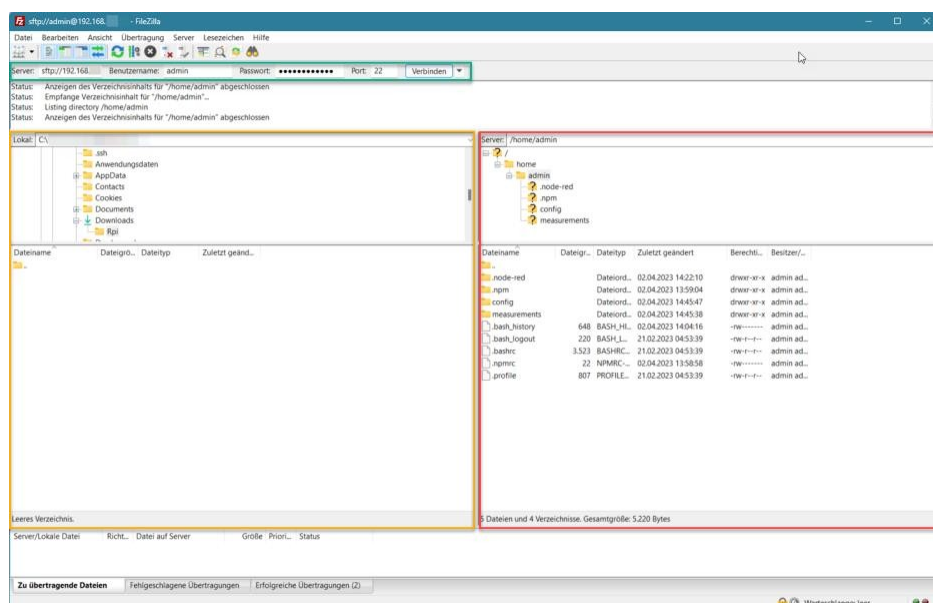 sftp://admin@192.168. - FileZilla
Datei Bearbeiten Ansicht Übertragung Server Lesezeichen Hilfe
Server: sftp://192.168. Benutzername: admin Passwort: ●●●●●●●●●●●● Port: 22 Verbinden
Status: Anzeigen des Verzeichnisinhalts für "/home/admin" abgeschlossen
Status: Empfange Verzeichnisinhalt für "/home/admin"...
Status: Listing directory /home/admin
Status: Anzeigen des Verzeichnisinhalts für "/home/admin" abgeschlossen
Lokal: C:\
.ssh
Anwendungsdaten
AppData
Contacts
Cookies
Documents
Downloads
Rpi
Dateiname Dateigrö... Dateityp Zuletzt geänd...
..
Leeres Verzeichnis.
Server: /home/admin
/
home
admin
.node-red
.npm
config
measurements
Dateiname Dateigr... Dateityp Zuletzt geändert Berechti... Besitzer/...
..
.node-red Dateiord... 02.04.2023 14:22:10 drwxr-xr-x admin ad...
.npm Dateiord... 02.04.2023 13:59:04 drwxr-xr-x admin ad...
config Dateiord... 02.04.2023 14:45:47 drwxr-xr-x admin ad...
measurements Dateiord... 02.04.2023 14:45:38 drwxr-xr-x admin ad...
.bash_history 648 BASH_HI... 02.04.2023 14:04:16 -rw------- admin ad...
.bash_logout 220 BASH_L... 21.02.2023 04:53:39 -rw-r--r-- admin ad...
.bashrc 3.523 BASHRC... 21.02.2023 04:53:39 -rw-r--r-- admin ad...
.npmrc 22 NPMRC-... 02.04.2023 13:58:58 -rw------- admin ad...
.profile 807 PROFILE... 21.02.2023 04:53:39 -rw-r--r-- admin ad...
5 Dateien und 4 Verzeichnisse. Gesamtgröße: 5.220 Bytes
Server/Lokale Datei Richt... Datei auf Server Größe Priori... Status
Zu übertragende Dateien Fehlgeschlagene Übertragungen Erfolgreiche Übertragungen (2)
Warteschlange: leer